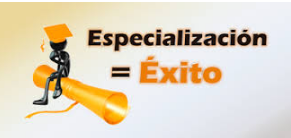 Especialización
= Éxito